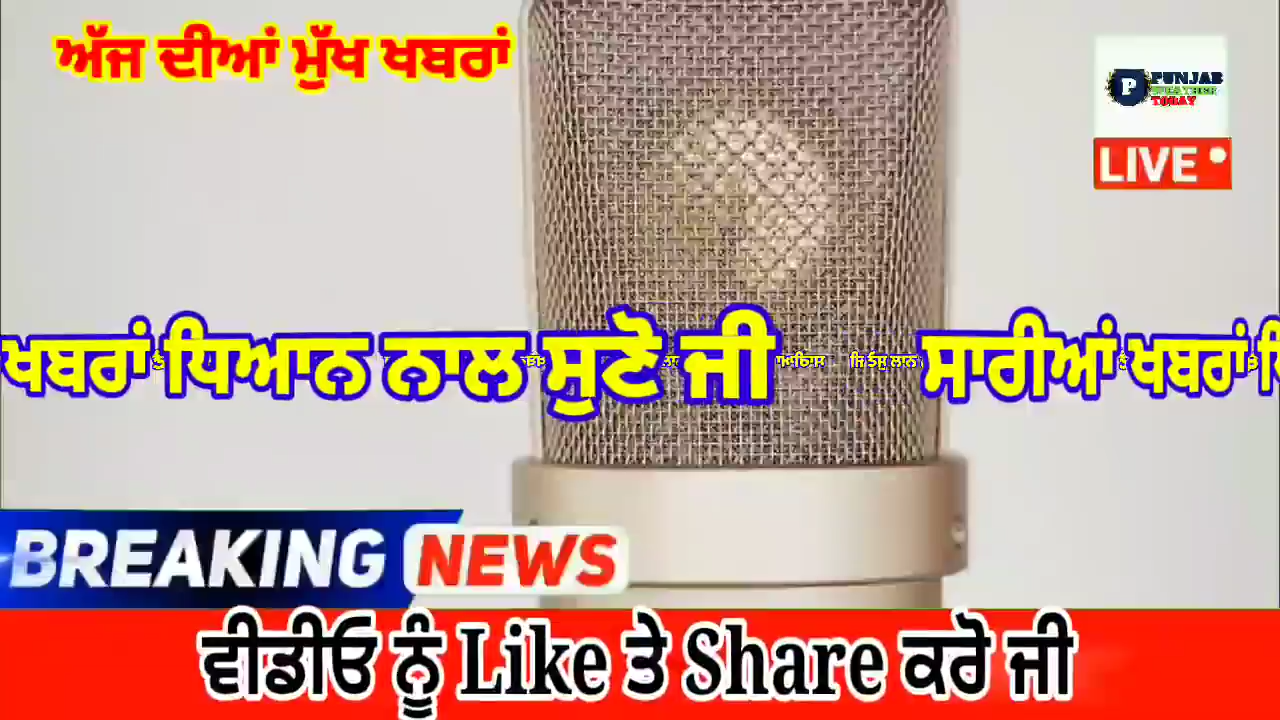 ਅੱਜ ਦੀਆਂ ਮੁੱਖ ਖਬਰਾਂ
P PUNJAB
TODAY
LIVE
ਖਬਰਾਂ ਧਿਆਨ ਨਾਲ ਸੁਣੋ ਜੀ ਸਾਰੀਆਂ ਖਬਰਾਂ
BREAKING NEWS
ਵੀਡੀਓ ਨੂੰ Like ਤੇ Share ਕਰੋ ਜੀ